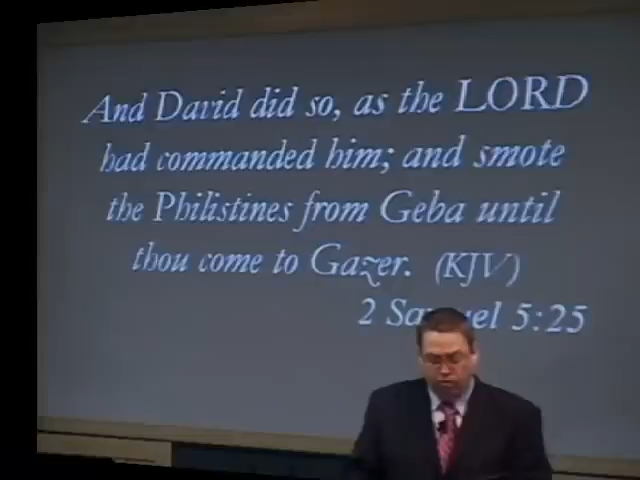 And David did so, as the LORD
had commanded him; and smote
the Philistines from Geba until
thou come to Gazer. (KJV)
2 Sa uel 5:25